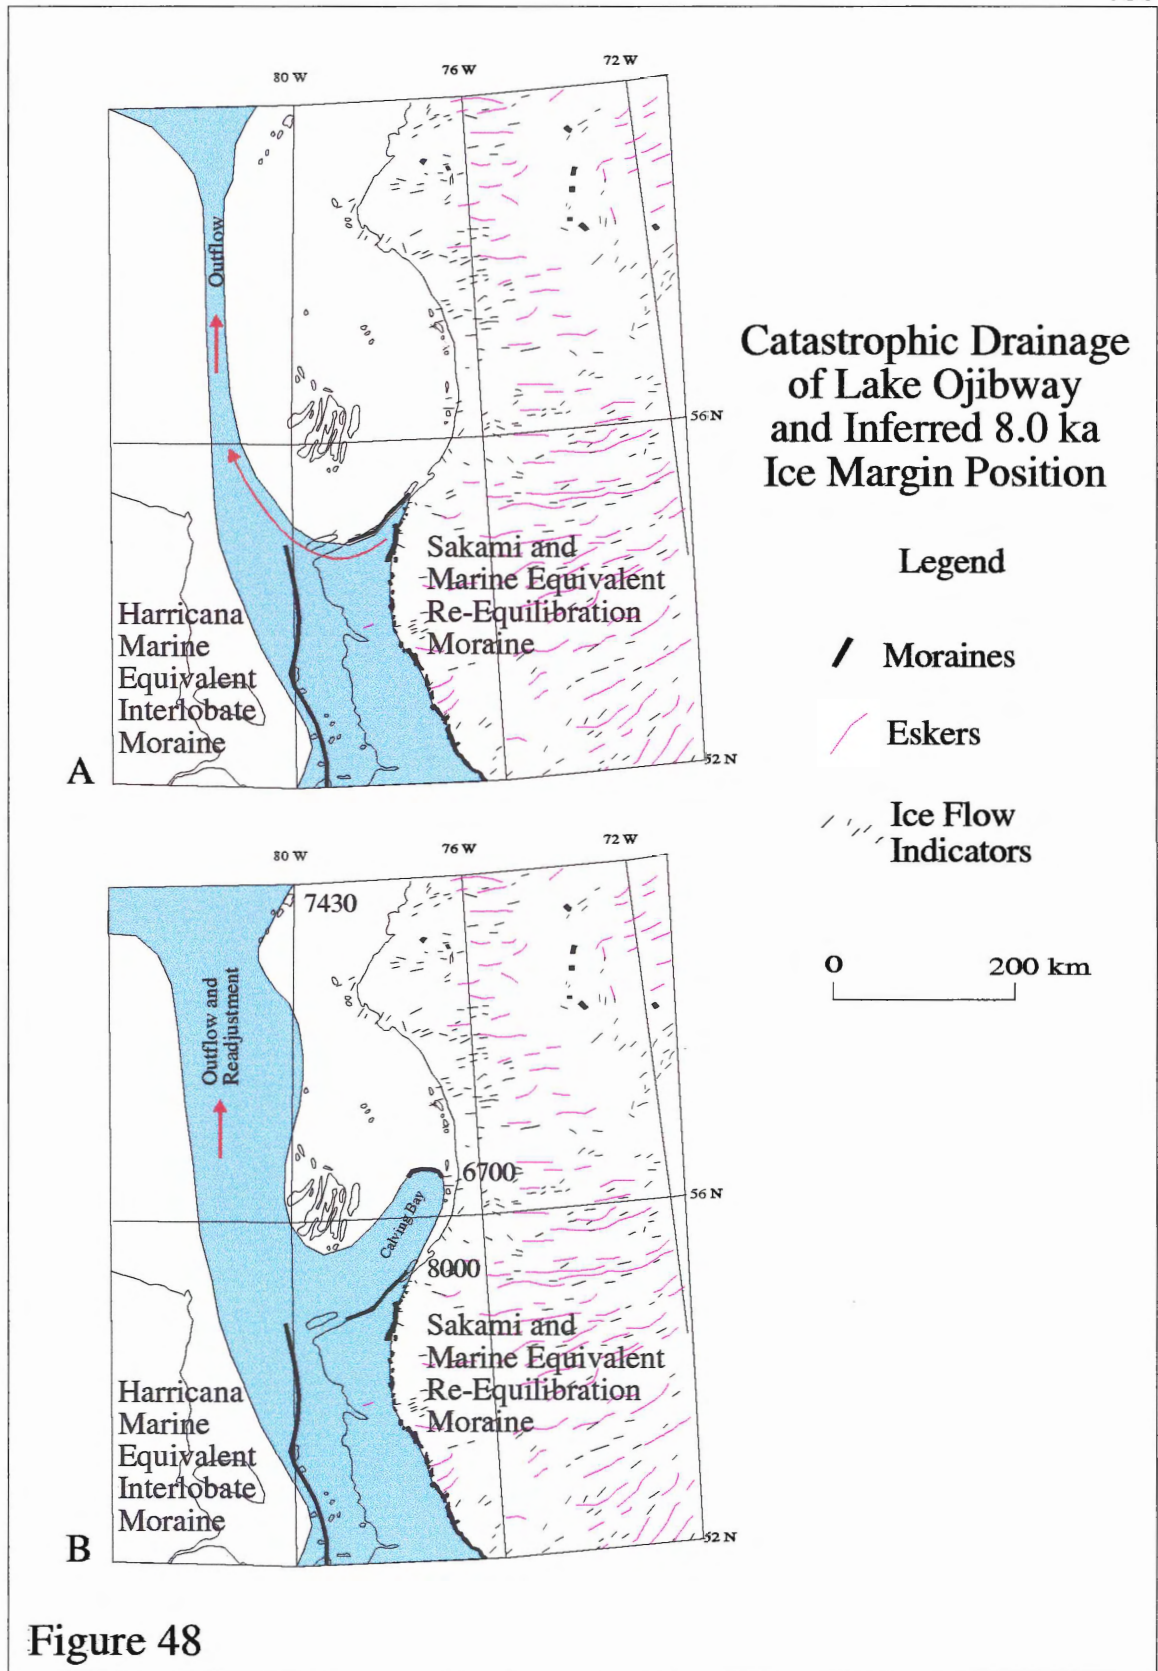 80 W
76 W
72 W
Outflow
56 N
Sakami and
Marine Equivalent
Re-Equilibration
Moraine
Harricana
Marine
Equivalent
Interlobate
Moraine
A
52 N
Catastrophic Drainage
of Lake Ojibway
and Inferred 8.0 ka
Ice Margin Position
Legend
Moraines
Eskers
Ice Flow
Indicators
0
200 km
80 W
76 W
72 W
7430
Outflow and
Readjustment
6700
56 N
Calving Bay
8000
Sakami and
Marine Equivalent
Re-Equilibration
Moraine
Harricana
Marine
Equivalent
Interlobate
Moraine
B
52 N
Figure 48